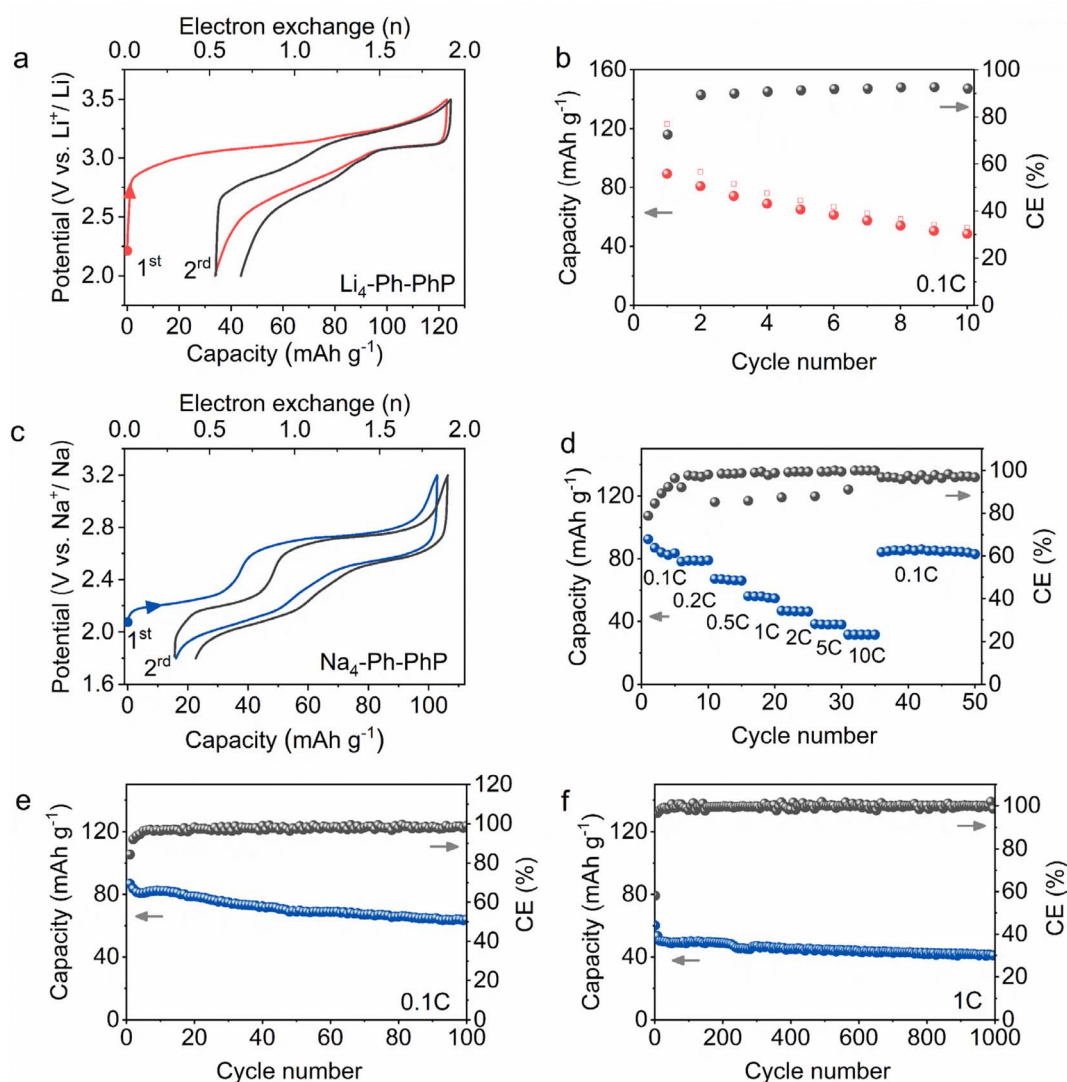 a
Electron exchange (n)
0.0 0.5 1.0 1.5 2.0
Potential (V vs. Li⁺/ Li)
3.5
3.0
2.5
2.0
1ˢᵗ
2ʳᵈ
Li₄-Ph-PhP
0 20 40 60 80 100 120
Capacity (mAh g⁻¹)
b
Capacity (mAh g⁻¹)
160
120
80
40
0
100
80
60
40
20
0
CE (%)
0.1C
0 2 4 6 8 10
Cycle number
c
Electron exchange (n)
0.0 0.5 1.0 1.5 2.0
Potential (V vs. Na⁺/ Na)
3.2
2.8
2.4
2.0
1.6
1ˢᵗ
2ʳᵈ
Na₄-Ph-PhP
0 20 40 60 80 100
Capacity (mAh g⁻¹)
d
Capacity (mAh g⁻¹)
120
80
40
0
100
80
60
40
20
0
CE (%)
0.1C
0.2C
0.5C
1C
2C
5C
10C
0.1C
0 10 20 30 40 50
Cycle number
e
Capacity (mAh g⁻¹)
120
80
40
0
120
100
80
60
40
20
0
CE (%)
0.1C
0 20 40 60 80 100
Cycle number
f
Capacity (mAh g⁻¹)
120
80
40
0
100
80
60
40
20
0
CE (%)
1C
0 200 400 600 800 1000
Cycle number